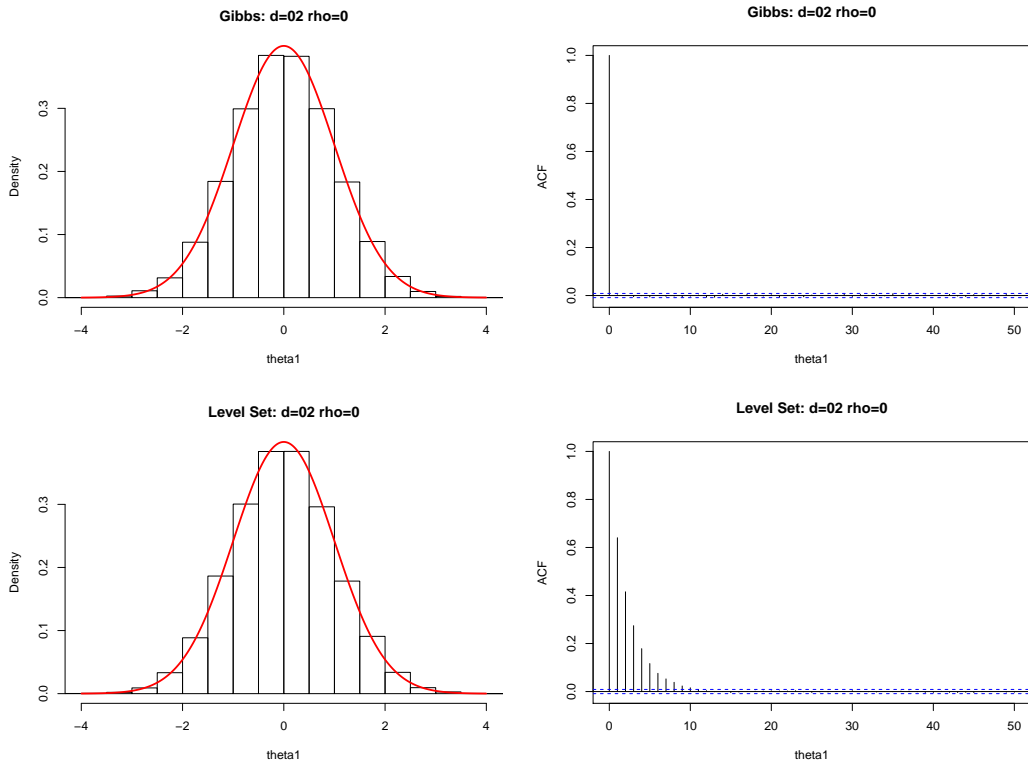 Gibbs: d=02 rho=0
Density
0.0 0.1 0.2 0.3
−4 −2 0 2 4
theta1
Gibbs: d=02 rho=0
ACF
0.0 0.2 0.4 0.6 0.8 1.0
0 10 20 30 40 50
theta1
Level Set: d=02 rho=0
Density
0.0 0.1 0.2 0.3
−4 −2 0 2 4
theta1
Level Set: d=02 rho=0
ACF
0.0 0.2 0.4 0.6 0.8 1.0
0 10 20 30 40 50
theta1